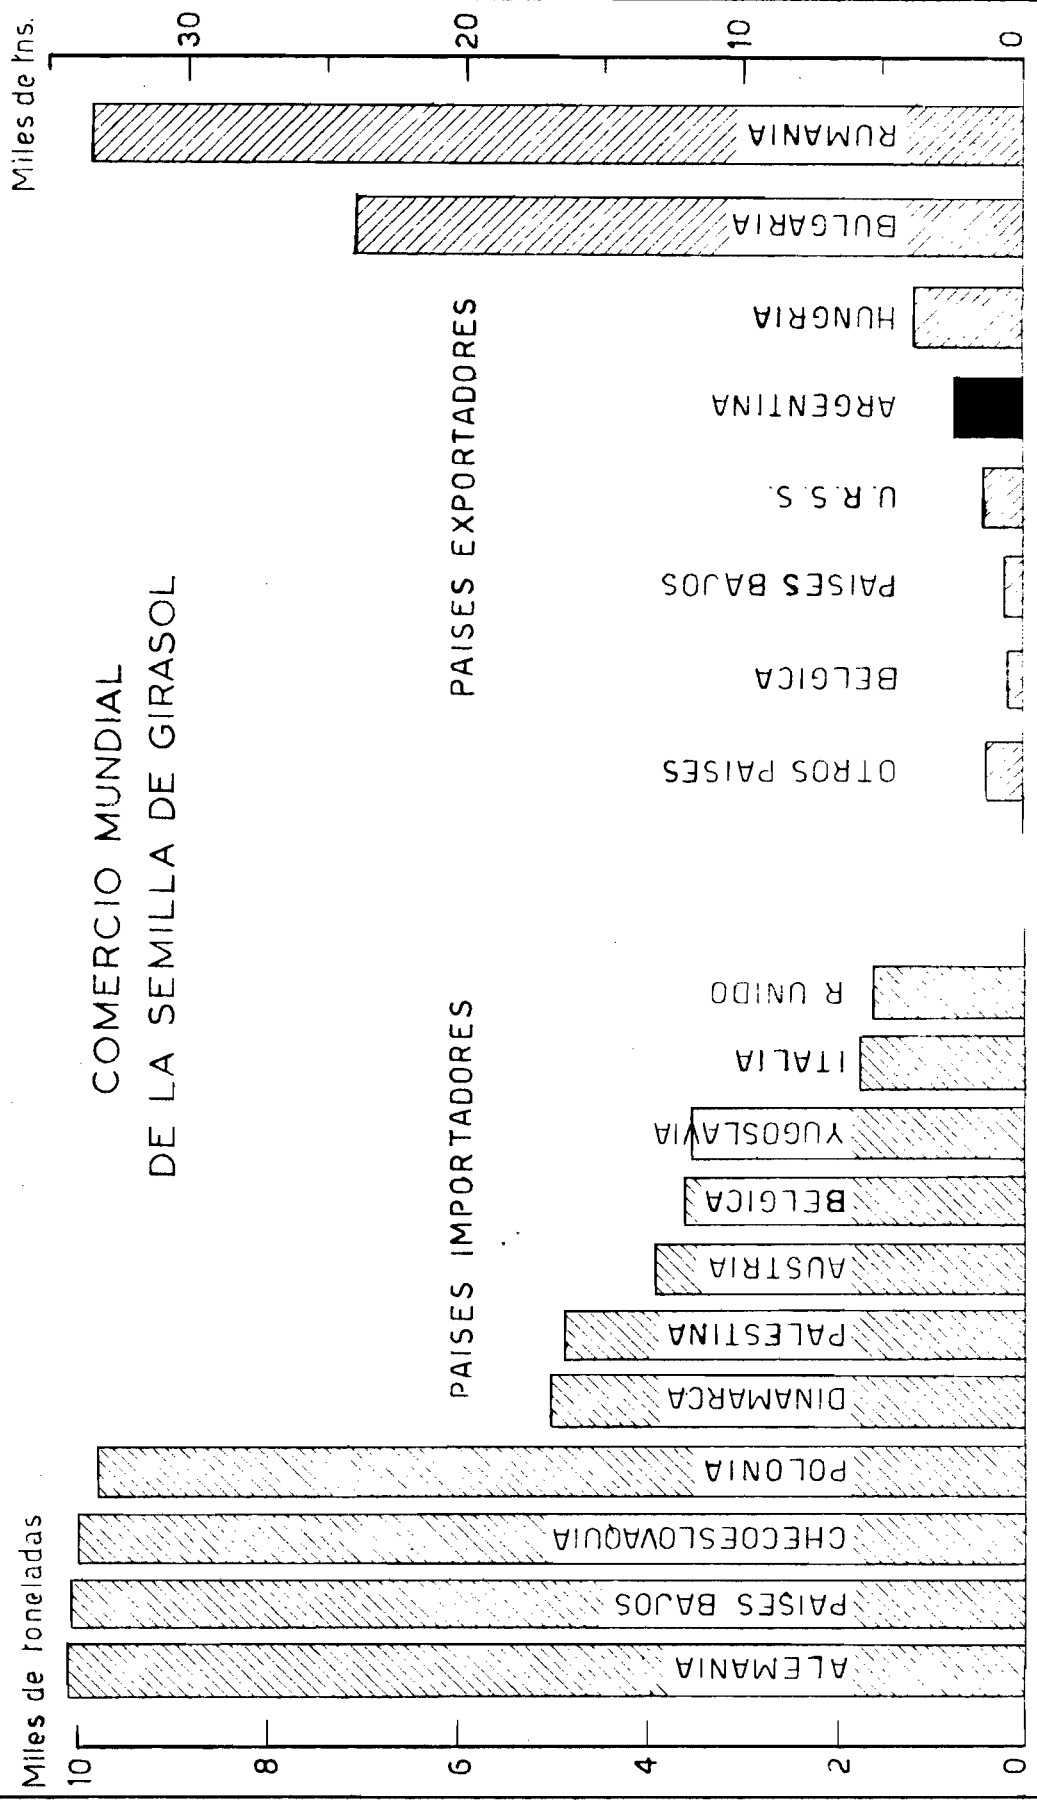 COMERCIO MUNDIAL
DE LA SEMILLA DE GIRASOL
Miles de toneladas
10
8
6
4
2
0
PAISES IMPORTADORES
ALEMANIA
PAISES BAJOS
CHECOESLOVAQUIA
POLONIA
DINAMARCA
PALESTINA
AUSTRIA
BELGICA
YUGOSLAVIA
ITALIA
R UNIDO
PAISES EXPORTADORES
OTROS PAISES
BELGICA
PAISES BAJOS
U.R.S.S.
ARGENTINA
HUNGRIA
BULGARIA
RUMANIA
Miles de tns.
30
20
10
0